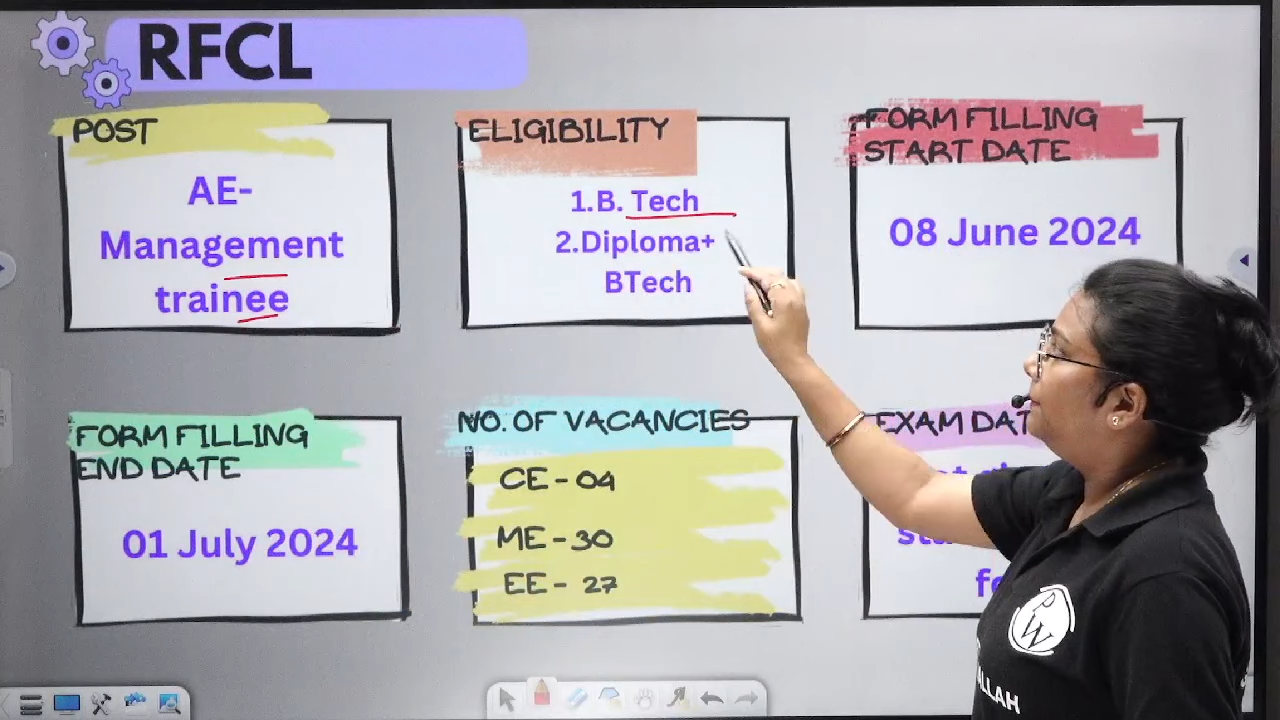 RFCL
POST
AE-
Management
trainee
ELIGIBILITY
1.B. Tech
2.Diploma+
BTech
FORM FILLING
START DATE
08 June 2024
FORM FILLING
END DATE
01 July 2024
NO. OF VACANCIES
CE - 04
ME - 30
EE - 27
EXAM
PW